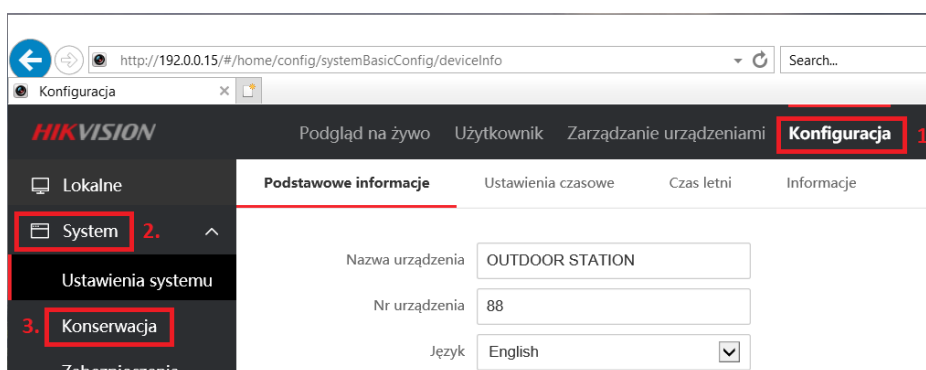 http://192.0.0.15/#/home/config/systemBasicConfig/deviceInfo
Search...
Konfiguracja
HIKVISION
Podgląd na żywo Użytkownik Zarządzanie urządzeniami Konfiguracja 1
Lokalne
Podstawowe informacje Ustawienia czasowe Czas letni Informacje
System 2.
Nazwa urządzenia OUTDOOR STATION
Ustawienia systemu
Nr urządzenia 88
3. Konserwacja
Język English